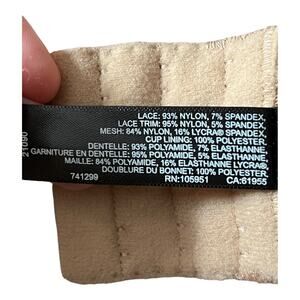 LACE: 93% NYLON, 7% SPANDEX,
LACE TRIM: 95% NYLON, 5% SPANDEX,
MESH: 84% NYLON, 16% LYCRA® SPANDEX,
CUP LINING: 100% POLYESTER.
DENTELLE: 93% POLYAMIDE, 7% ELASTHANNE,
GARNITURE EN DENTELLE: 95% POLYAMIDE, 5% ELASTHANNE,
MAILLE: 84% POLYAMIDE, 16% ELASTHANNE LYCRA®
DOUBLURE DU BONNET: 100% POLYESTER.
741299 RN:105951 CA:61955
21090